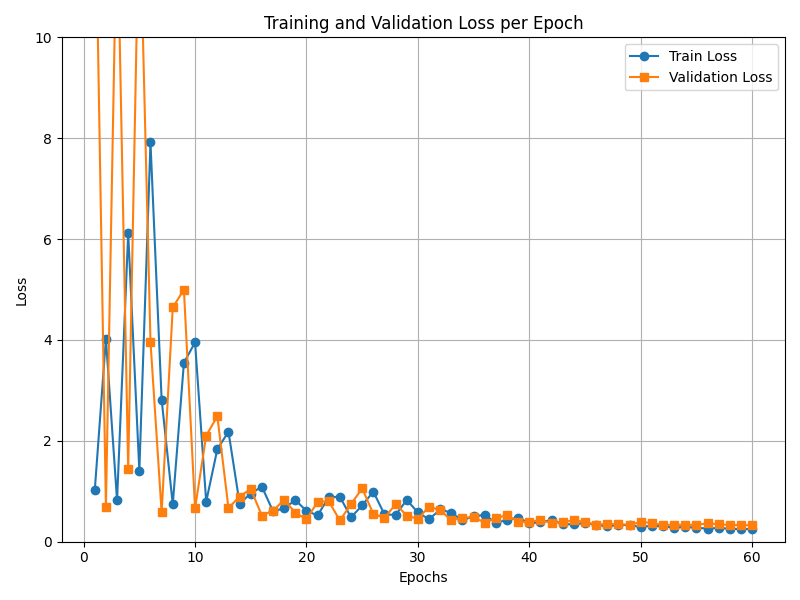 Training and Validation Loss per Epoch
Train Loss
Validation Loss
Loss
10
8
6
4
2
0
0 10 20 30 40 50 60
Epochs